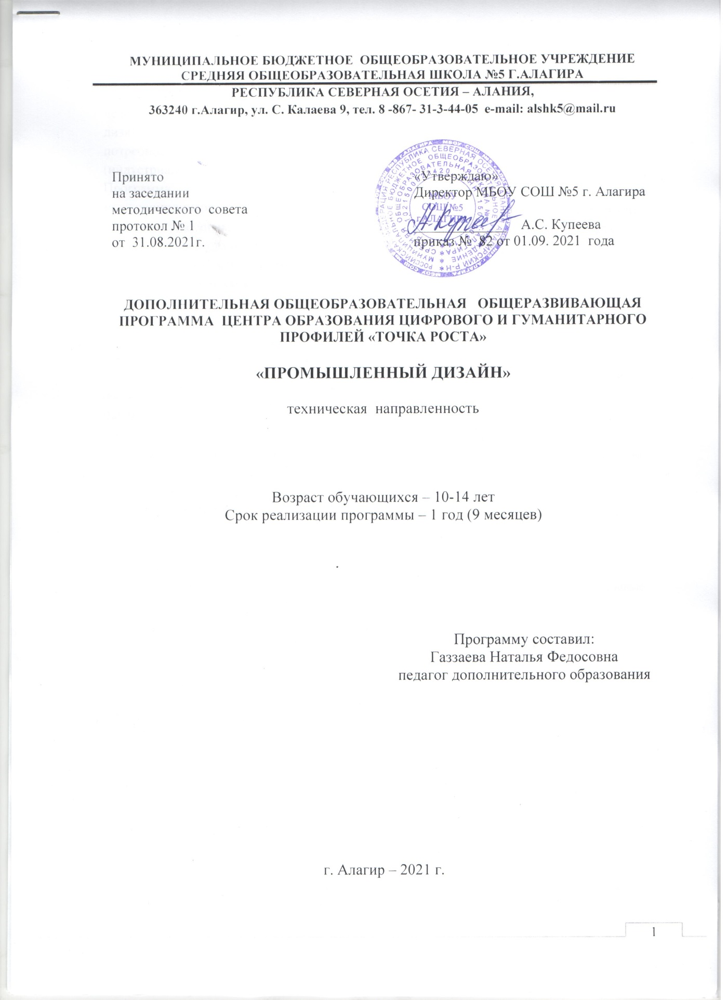 МУНИЦИПАЛЬНОЕ БЮДЖЕТНОЕ  ОБЩЕОБРАЗОВАТЕЛЬНОЕ УЧРЕЖДЕНИЕ
СРЕДНЯЯ ОБЩЕОБРАЗОВАТЕЛЬНАЯ ШКОЛА №5 Г.АЛАГИРА
РЕСПУБЛИКА СЕВЕРНАЯ ОСЕТИЯ – АЛАНИЯ,
363240 г.Алагир, ул. С. Калаева 9, тел. 8 -867- 31-3-44-05  e-mail: alshk5@mail.ru
Принято
на заседании
методического  совета
протокол № 1
от  31.08.2021г.
«Утверждаю»
Директор МБОУ СОШ №5 г. Алагира
А.С. Купеева
приказ №  82 от 01.09. 2021  года
МБОУ
СОШ №5
ДОПОЛНИТЕЛЬНАЯ ОБЩЕОБРАЗОВАТЕЛЬНАЯ   ОБЩЕРАЗВИВАЮЩАЯ
ПРОГРАММА  ЦЕНТРА ОБРАЗОВАНИЯ ЦИФРОВОГО И ГУМАНИТАРНОГО
ПРОФИЛЕЙ «ТОЧКА РОСТА»
«ПРОМЫШЛЕННЫЙ ДИЗАЙН»
техническая  направленность
Возраст обучающихся – 10-14 лет
Срок реализации программы – 1 год (9 месяцев)
Программу составил:
Газзаева Наталья Федосовна
педагог дополнительного образования
г. Алагир – 2021 г.
1